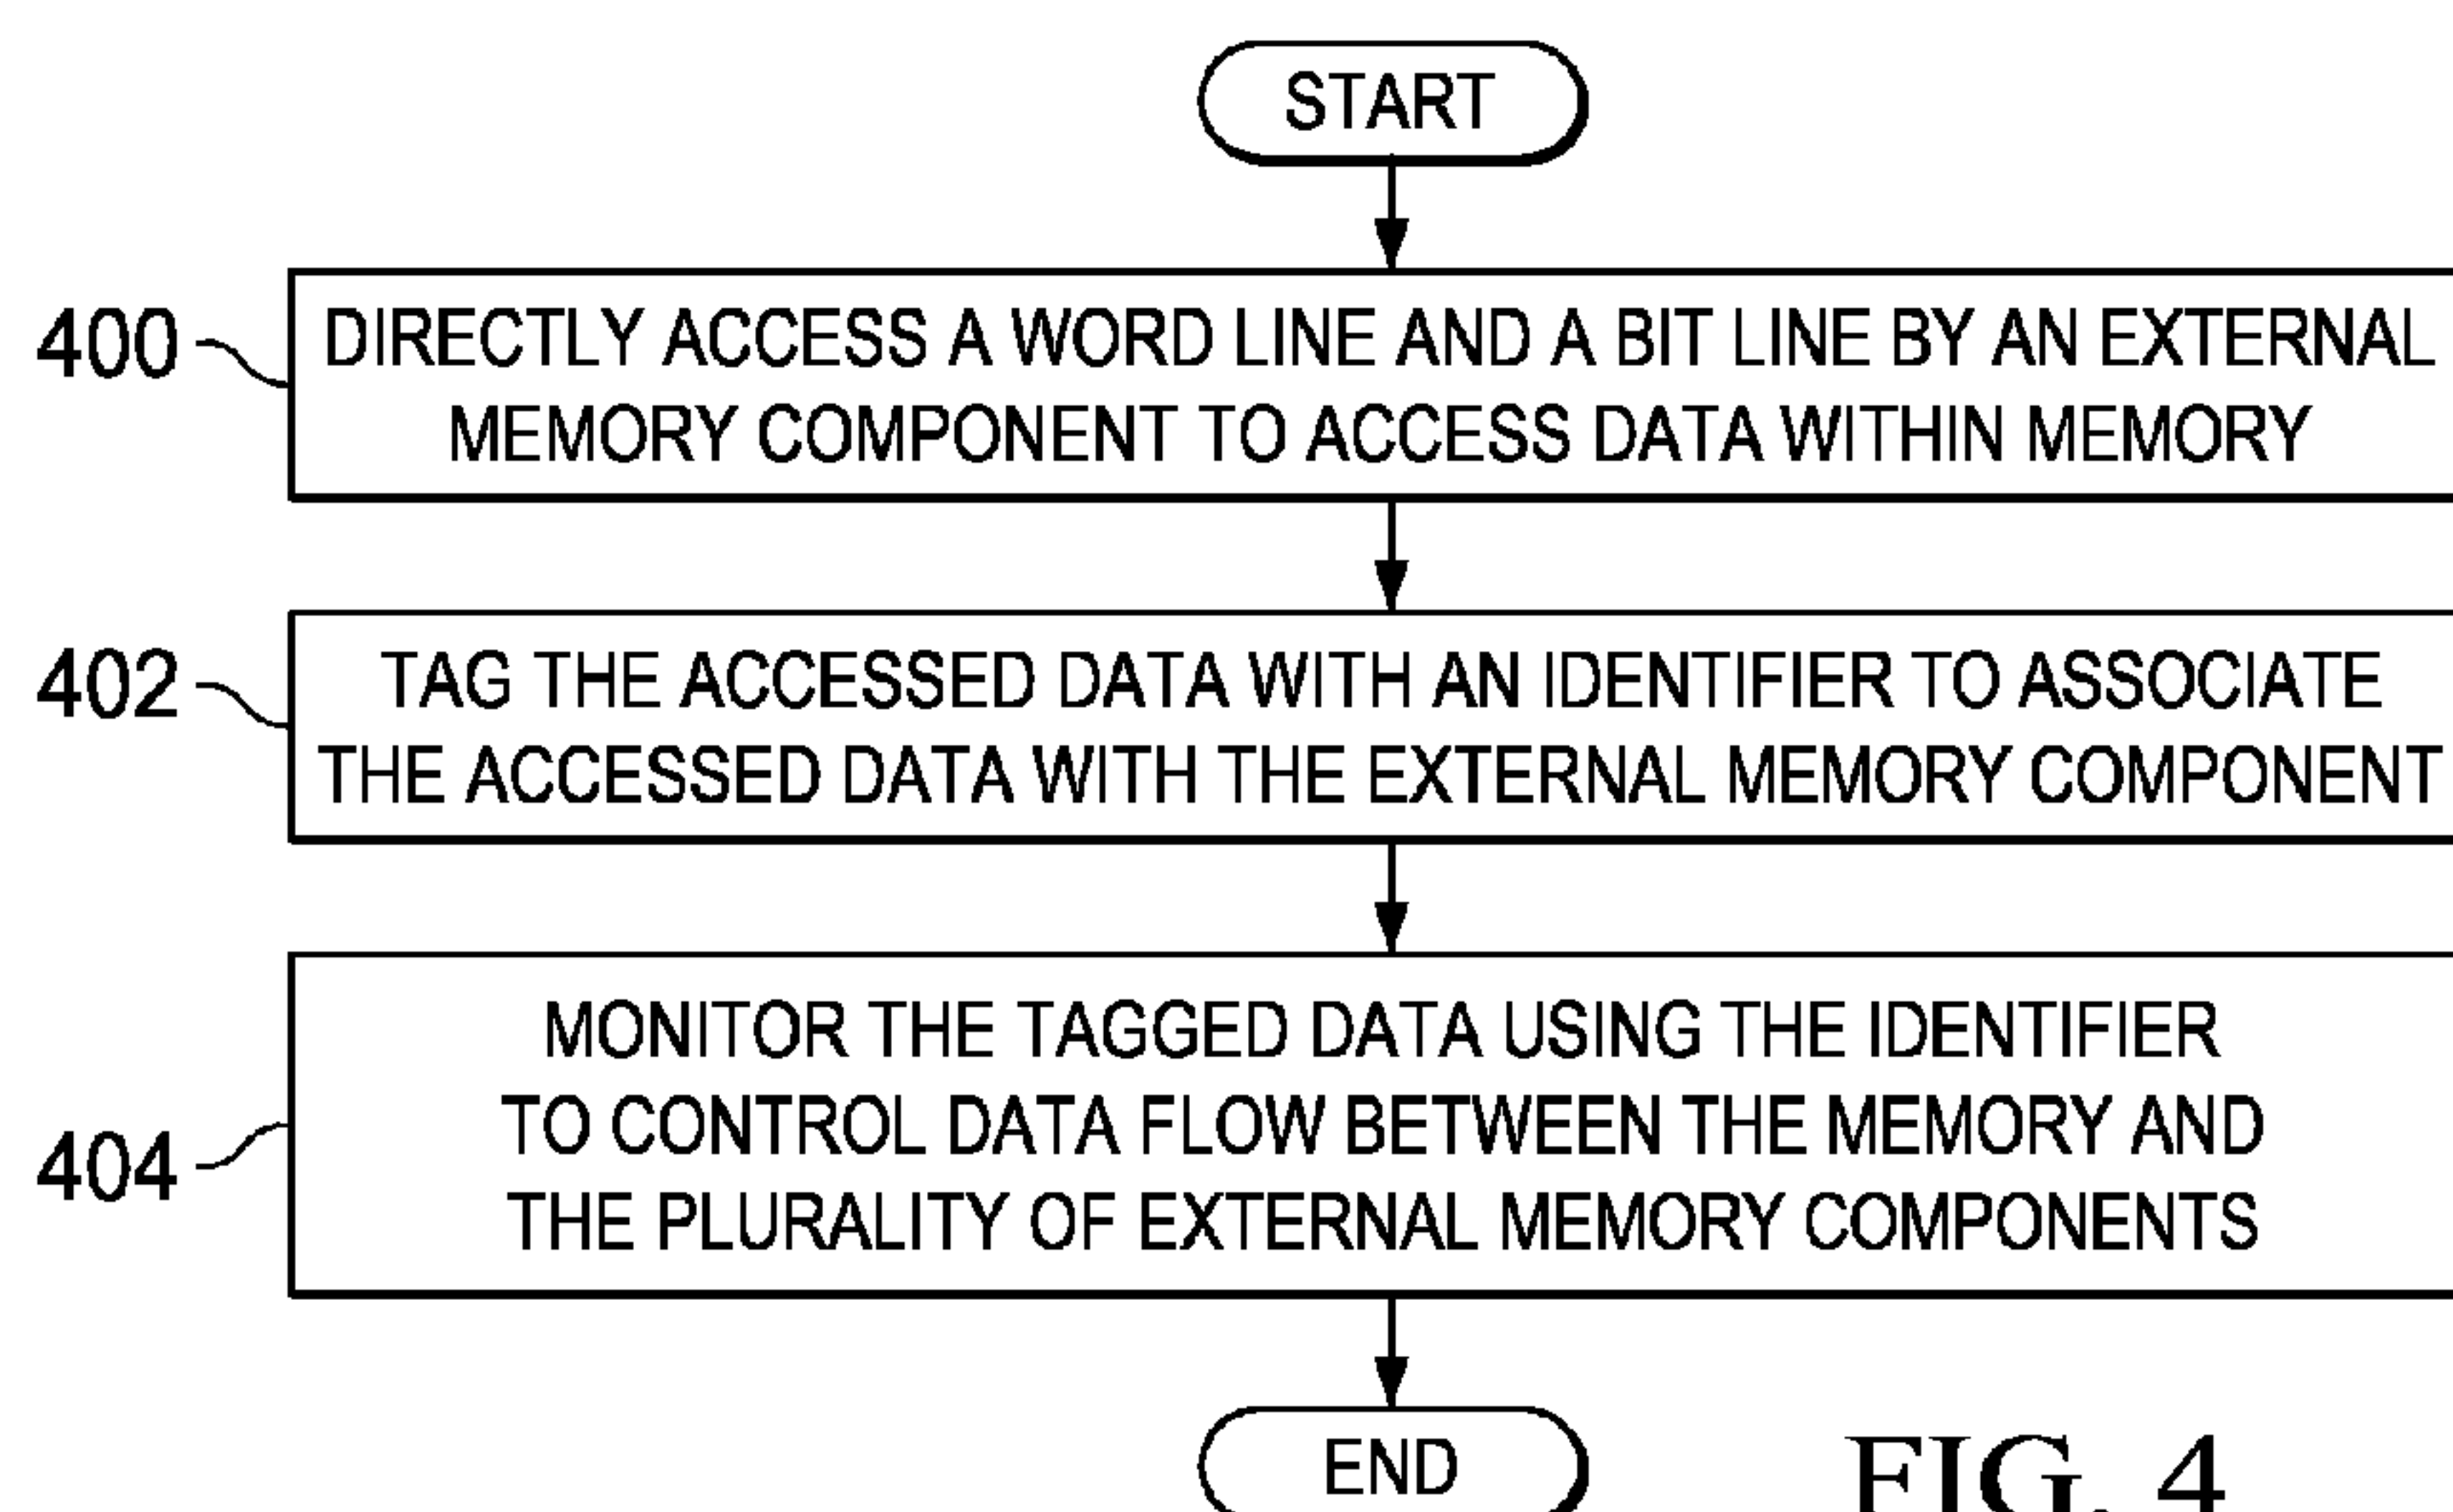 START
400
DIRECTLY ACCESS A WORD LINE AND A BIT LINE BY AN EXTERNAL
MEMORY COMPONENT TO ACCESS DATA WITHIN MEMORY
402
TAG THE ACCESSED DATA WITH AN IDENTIFIER TO ASSOCIATE
THE ACCESSED DATA WITH THE EXTERNAL MEMORY COMPONENT
404
MONITOR THE TAGGED DATA USING THE IDENTIFIER
TO CONTROL DATA FLOW BETWEEN THE MEMORY AND
THE PLURALITY OF EXTERNAL MEMORY COMPONENTS
END
FIG. 4